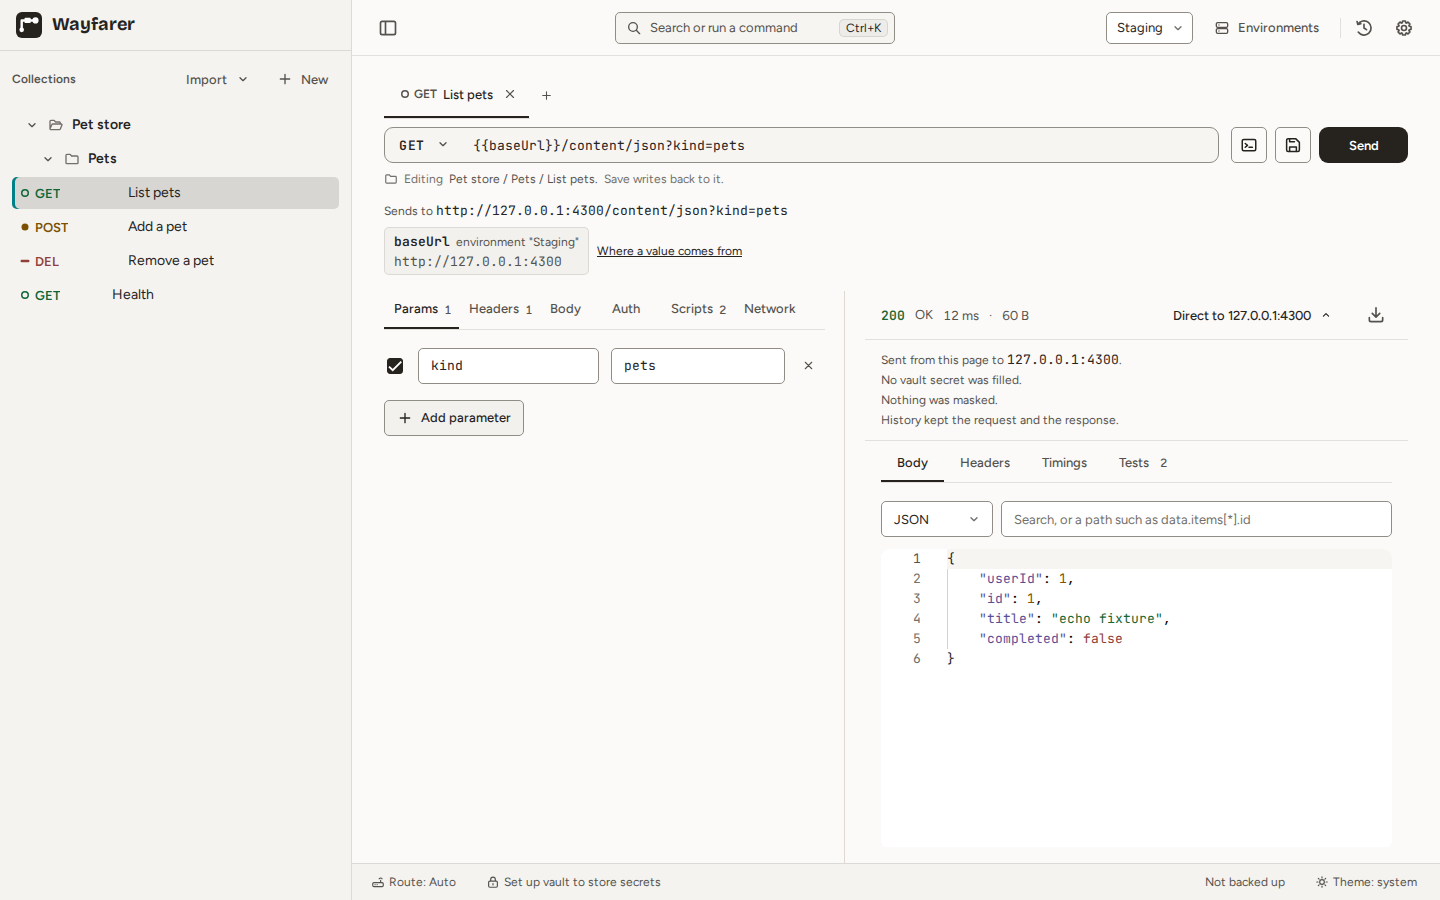 Wayfarer
Search or run a command Ctrl+K
Staging
Environments
Collections
Import
New
Pet store
Pets
GET List pets
POST Add a pet
DEL Remove a pet
GET Health
GET List pets
GET {{baseUrl}}/content/json?kind=pets
Send
Editing Pet store / Pets / List pets. Save writes back to it.
Sends to http://127.0.0.1:4300/content/json?kind=pets
baseUrl environment "Staging"
http://127.0.0.1:4300
Where a value comes from
Params 1 Headers 1 Body Auth Scripts 2 Network
kind pets
Add parameter
200 OK 12 ms · 60 B
Direct to 127.0.0.1:4300
Sent from this page to 127.0.0.1:4300.
No vault secret was filled.
Nothing was masked.
History kept the request and the response.
Body Headers Timings Tests 2
JSON
Search, or a path such as data.items[*].id
1 {
2 "userId": 1,
3 "id": 1,
4 "title": "echo fixture",
5 "completed": false
6 }
Route: Auto
Set up vault to store secrets
Not backed up
Theme: system